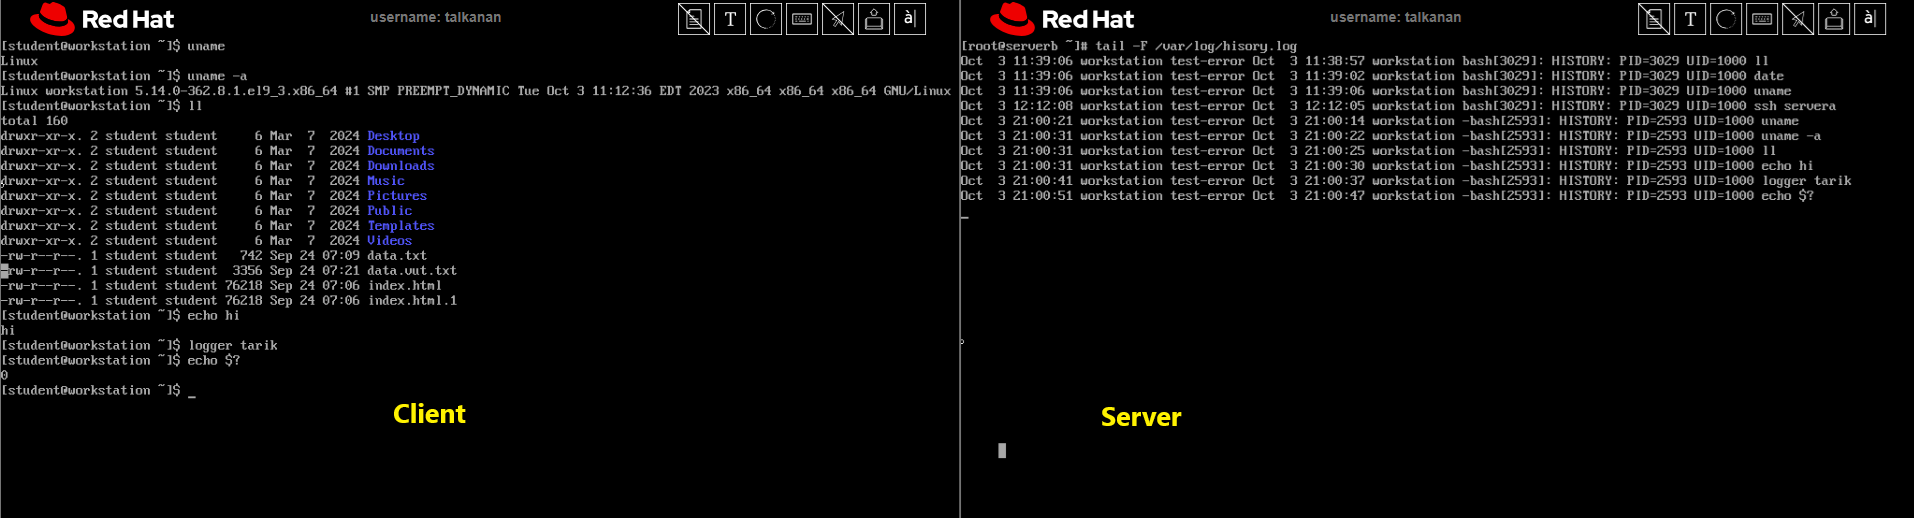 Red Hat
username: talkanan
T
à|
[student@workstation ~]$ uname
Linux
[student@workstation ~]$ uname -a
Linux workstation 5.14.0-362.8.1.el9_3.x86_64 #1 SMP PREEMPT_DYNAMIC Tue Oct 3 11:12:36 EDT 2023 x86_64 x86_64 x86_64 GNU/Linux
[student@workstation ~]$ ll
total 160
drwxr-xr-x. 2 student student     6 Mar  7  2024 Desktop
drwxr-xr-x. 2 student student     6 Mar  7  2024 Documents
drwxr-xr-x. 2 student student     6 Mar  7  2024 Downloads
drwxr-xr-x. 2 student student     6 Mar  7  2024 Music
drwxr-xr-x. 2 student student     6 Mar  7  2024 Pictures
drwxr-xr-x. 2 student student     6 Mar  7  2024 Public
drwxr-xr-x. 2 student student     6 Mar  7  2024 Templates
drwxr-xr-x. 2 student student     6 Mar  7  2024 Videos
-rw-r--r--. 1 student student   742 Sep 24 07:09 data.txt
-rw-r--r--. 1 student student  3356 Sep 24 07:21 data.vut.txt
-rw-r--r--. 1 student student 76218 Sep 24 07:06 index.html
-rw-r--r--. 1 student student 76218 Sep 24 07:06 index.html.1
[student@workstation ~]$ echo hi
hi
[student@workstation ~]$ logger tarik
[student@workstation ~]$ echo $?
0
[student@workstation ~]$ _
Client
Red Hat
username: talkanan
T
à|
[root@serverb ~]# tail -F /var/log/hisory.log
Oct  3 11:39:06 workstation test-error Oct  3 11:38:57 workstation bash[3029]: HISTORY: PID=3029 UID=1000 ll
Oct  3 11:39:06 workstation test-error Oct  3 11:39:02 workstation bash[3029]: HISTORY: PID=3029 UID=1000 date
Oct  3 11:39:06 workstation test-error Oct  3 11:39:06 workstation bash[3029]: HISTORY: PID=3029 UID=1000 uname
Oct  3 12:12:08 workstation test-error Oct  3 12:12:05 workstation bash[3029]: HISTORY: PID=3029 UID=1000 ssh servera
Oct  3 21:00:21 workstation test-error Oct  3 21:00:14 workstation -bash[2593]: HISTORY: PID=2593 UID=1000 uname
Oct  3 21:00:31 workstation test-error Oct  3 21:00:22 workstation -bash[2593]: HISTORY: PID=2593 UID=1000 uname -a
Oct  3 21:00:31 workstation test-error Oct  3 21:00:25 workstation -bash[2593]: HISTORY: PID=2593 UID=1000 ll
Oct  3 21:00:31 workstation test-error Oct  3 21:00:30 workstation -bash[2593]: HISTORY: PID=2593 UID=1000 echo hi
Oct  3 21:00:41 workstation test-error Oct  3 21:00:37 workstation -bash[2593]: HISTORY: PID=2593 UID=1000 logger tarik
Oct  3 21:00:51 workstation test-error Oct  3 21:00:47 workstation -bash[2593]: HISTORY: PID=2593 UID=1000 echo $?
_
Server